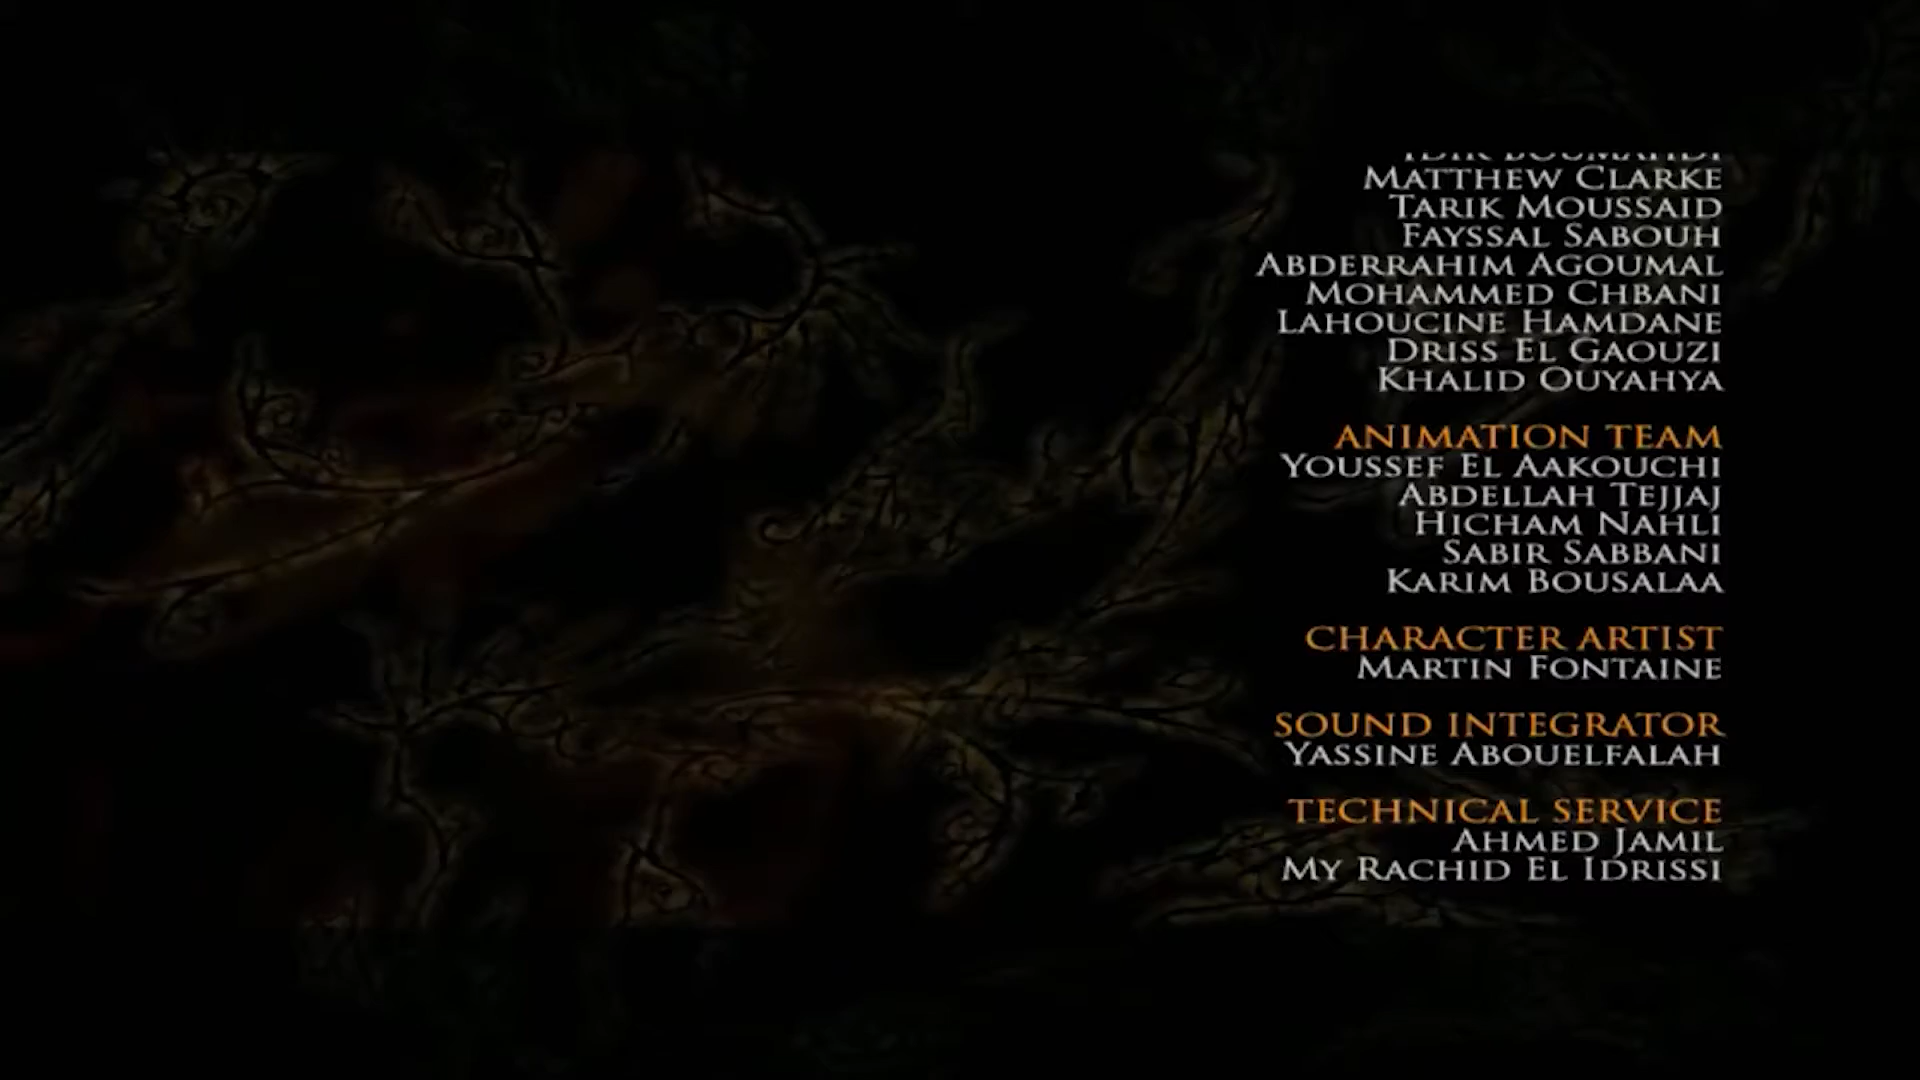 MATTHEW CLARKE
TARIK MOUSSAID
FAYSSAL SABOUH
ABDERRAHIM AGOUMAL
MOHAMMED CHBANI
LAHOUCINE HAMDANE
DRISS EL GAOUZI
KHALID OUYAHYA
ANIMATION TEAM
YOUSSEF EL AAKOUCHI
ABDELLAH TEJJAJ
HICHAM NAHLI
SABIR SABBANI
KARIM BOUSALAA
CHARACTER ARTIST
MARTIN FONTAINE
SOUND INTEGRATOR
YASSINE ABOUELFALAH
TECHNICAL SERVICE
AHMED JAMIL
MY RACHID EL IDRISSI